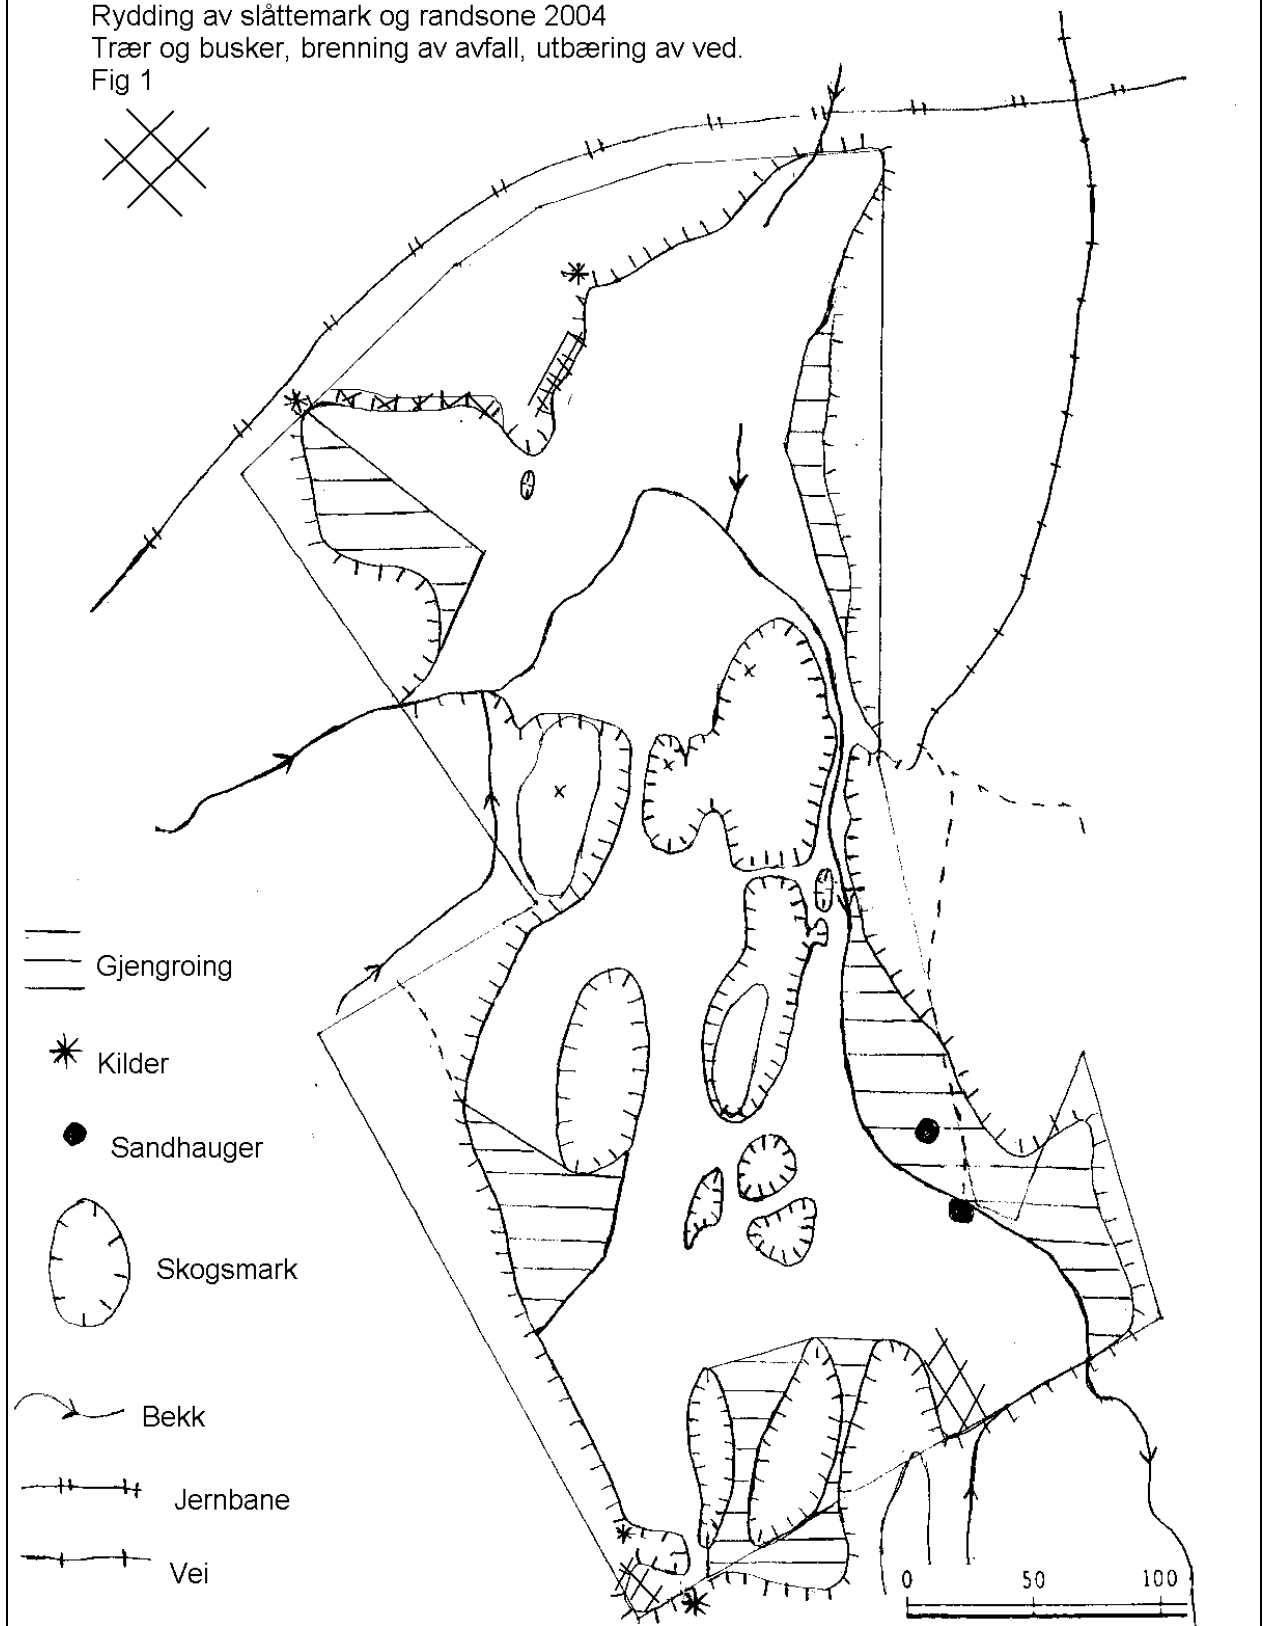 Rydding av slåttemark og randsone 2004
Trær og busker, brenning av avfall, utbæring av ved.
Fig 1
Gjengroing
Kilder
Sandhauger
Skogsmark
Bekk
Jernbane
Vei
0 50 100